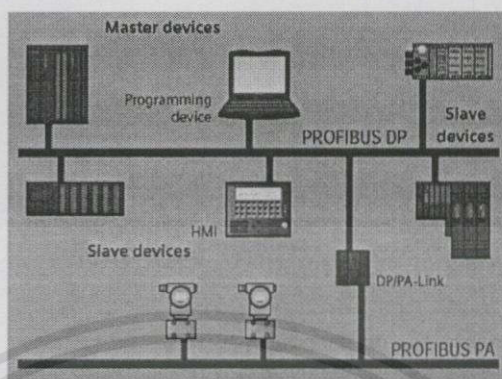 Master devices
Programming
device
Slave
devices
PROFIBUS DP
HMI
Slave devices
DP/PA-Link
PROFIBUS PA